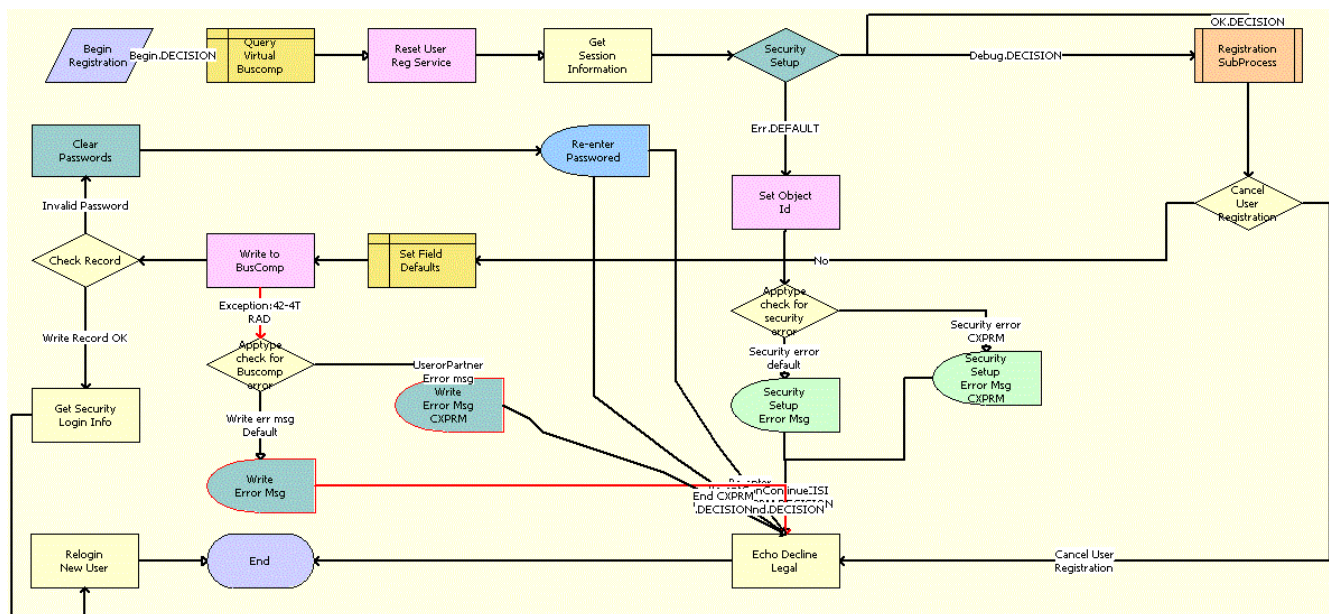 Begin
Registration
Begin.DECISION
Query
Virtual
Buscomp
Reset User
Reg Service
Get
Session
Information
Security
Setup
OK.DECISION
Debug.DECISION
Registration
SubProcess
Err.DEFAULT
Clear
Passwords
Re-enter
Passwored
Invalid Password
Set Object
Id
Cancel
User
Registration
Check Record
Write to
BusComp
Set Field
Defaults
No
Exception:42-4T
RAD
Apptype
check for
security
error
Security error
CXPRM
Write Record OK
Apptype
check for
Buscomp
error
UserorPartner
Error msg
Security error
default
Security
Setup
Error Msg
CXPRM
Get Security
Login Info
Write
Error Msg
CXPRM
Security
Setup
Error Msg
Write err msg
Default
Write
Error Msg
End CXPRM
.DECISION
nd.DECISION
Relogin
New User
End
Echo Decline
Legal
Cancel User
Registration